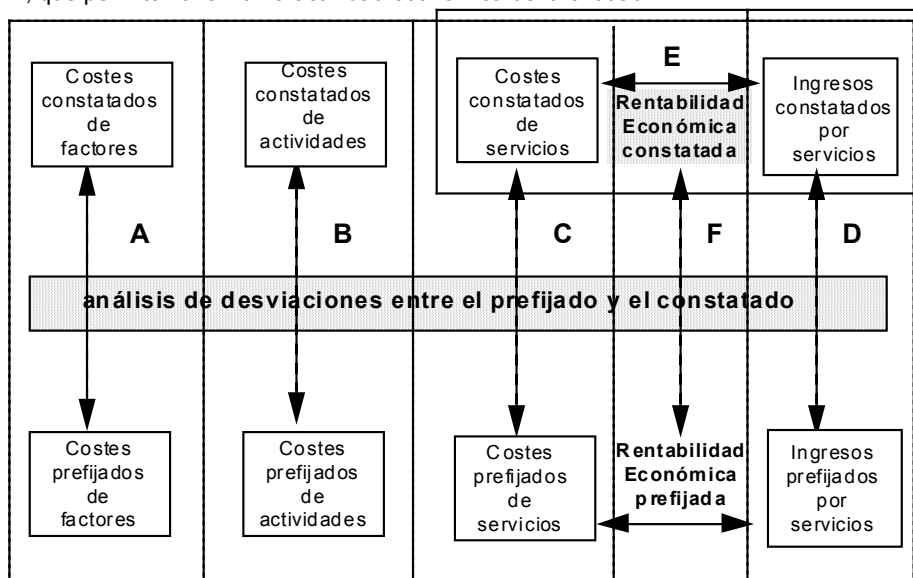 Costes
constatados
de
factores
Costes
constatados
de
actividades
Costes
constatados
de
servicios
E
Rentabilidad
Económica
constatada
Ingresos
constatados
por
servicios
A
B
C
F
D
análisis de desviaciones entre el prefijado y el constatado
Costes
prefijados
de
factores
Costes
prefijados
de
actividades
Costes
prefijados
de
servicios
Rentabilidad
Económica
prefijada
Ingresos
prefijados
por
servicios